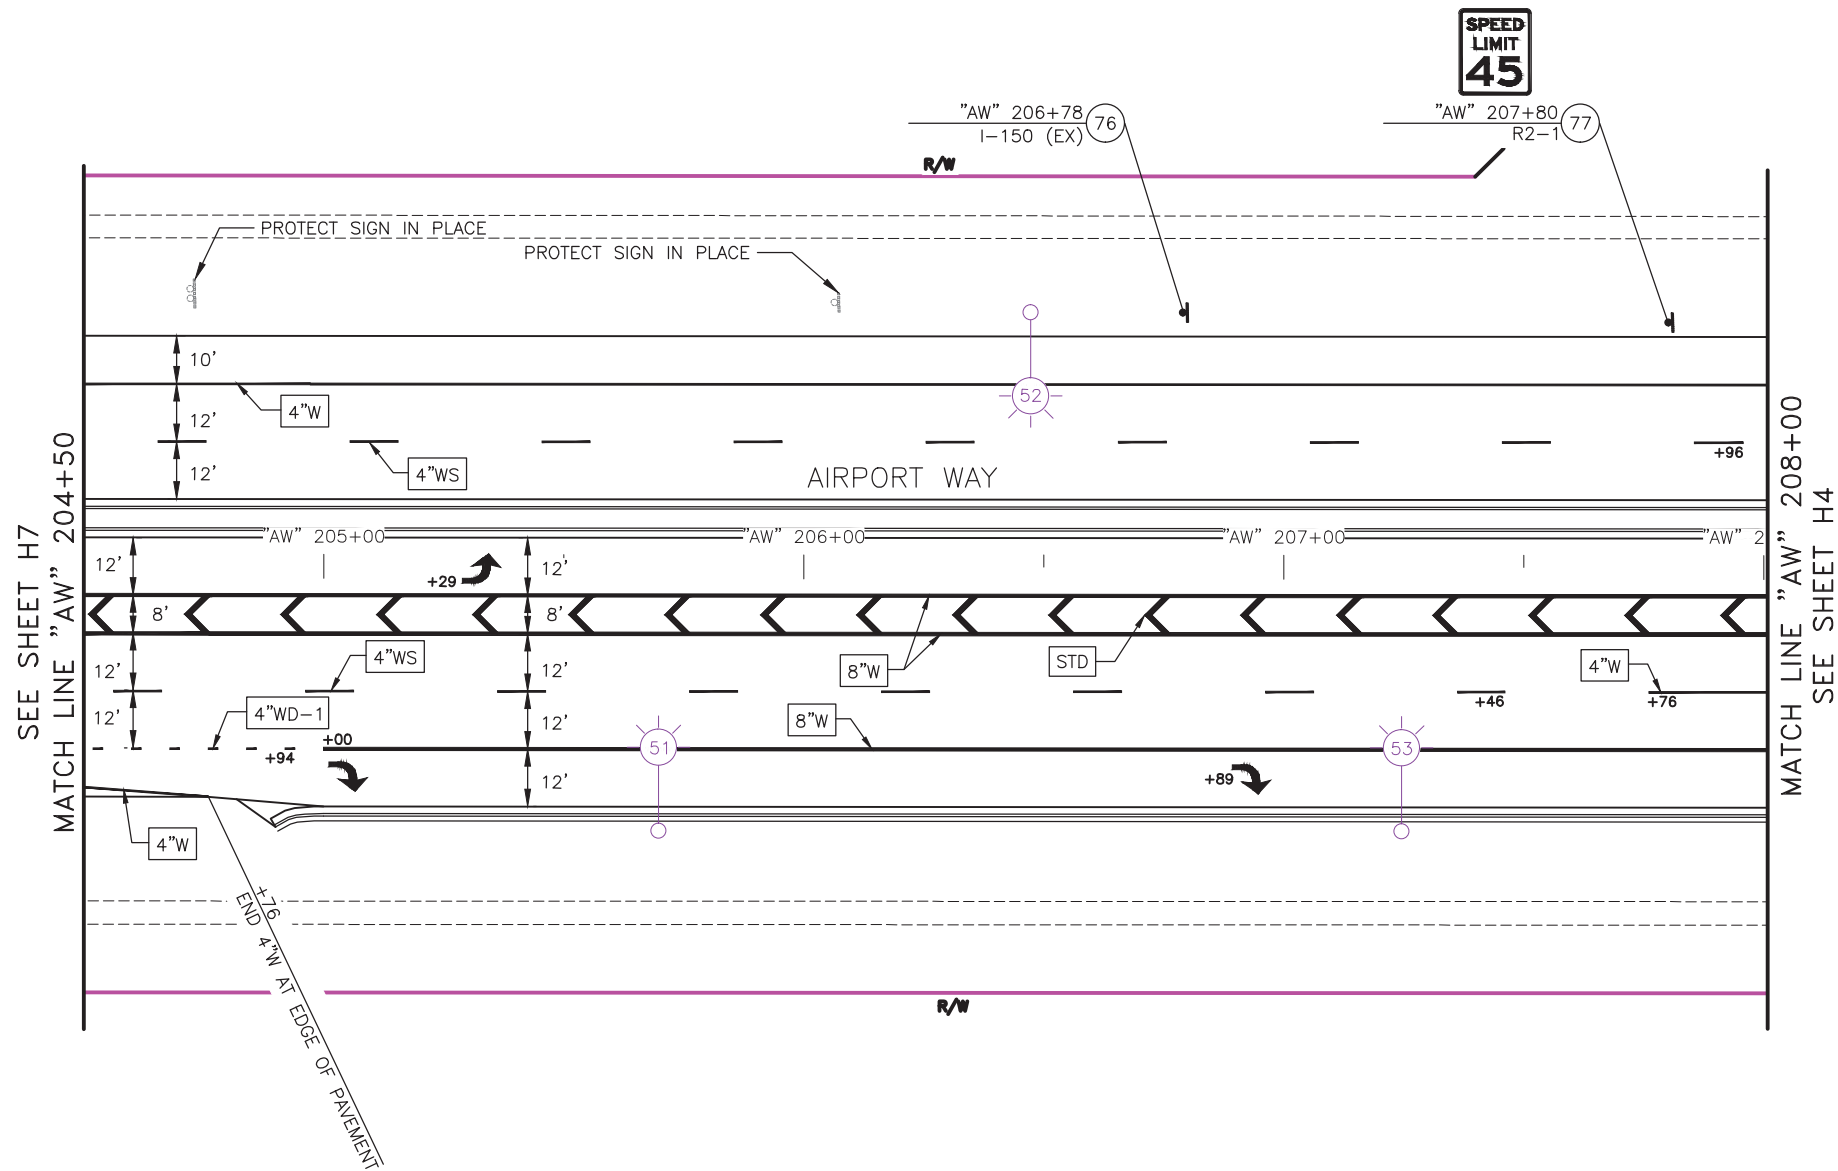 SPEED
LIMIT
45
"AW" 206+78
I-150 (EX)
76
"AW" 207+80
R2-1
77
R/W
PROTECT SIGN IN PLACE
PROTECT SIGN IN PLACE
10'
4"W
12'
52
4"WS
12'
+96
AIRPORT WAY
"AW" 205+00
"AW" 206+00
"AW" 207+00
"AW" 2
12'
+29
12'
8'
8'
12'
4"WS
12'
8"W
STD
4"W
+46
+76
12'
4"WD-1
12'
8"W
+00
+94
51
53
12'
+89
4"W
+76
END 4"W AT EDGE OF PAVEMENT
R/W
SEE SHEET H7
MATCH LINE "AW" 204+50
MATCH LINE "AW" 208+00
SEE SHEET H4